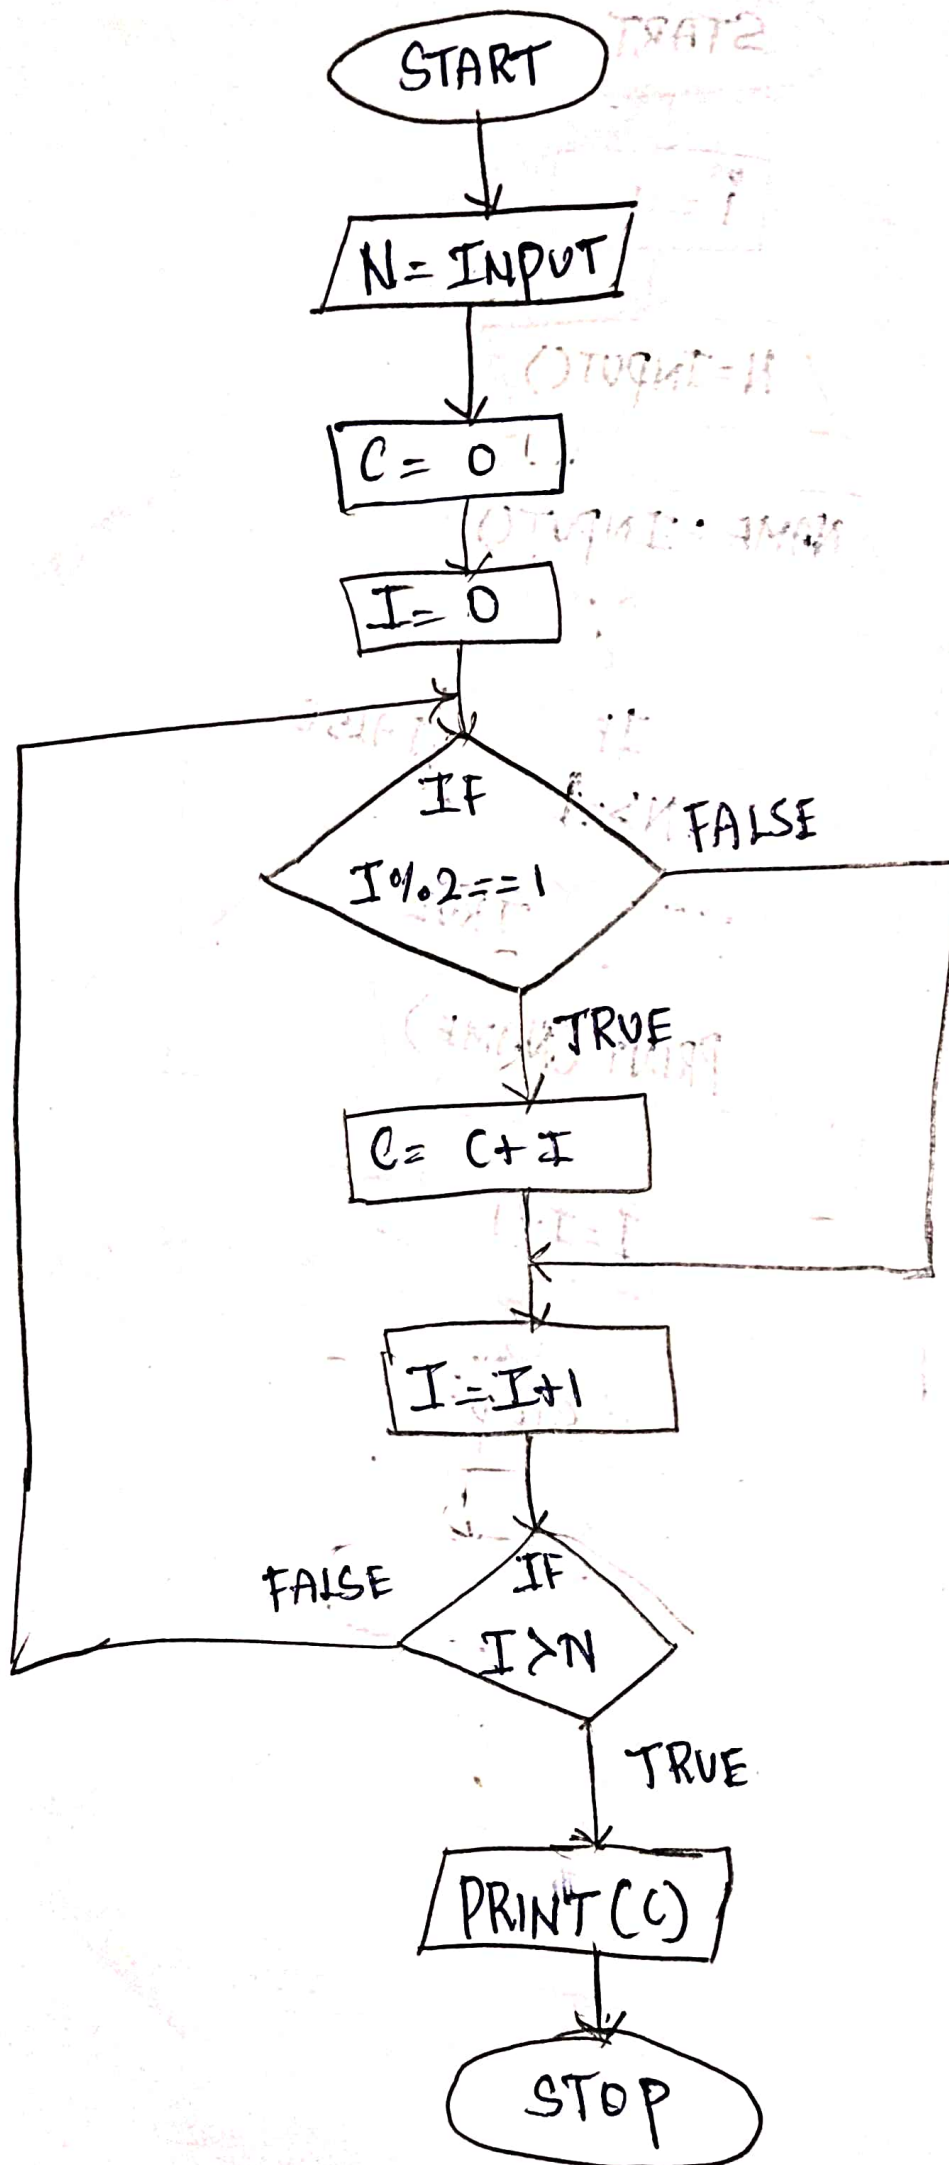 START
N= INPUT
C= 0
I= 0
IF
I%2==1
FALSE
TRUE
C= C+I
I=I+1
IF
I>N
FALSE
TRUE
PRINT(C)
STOP